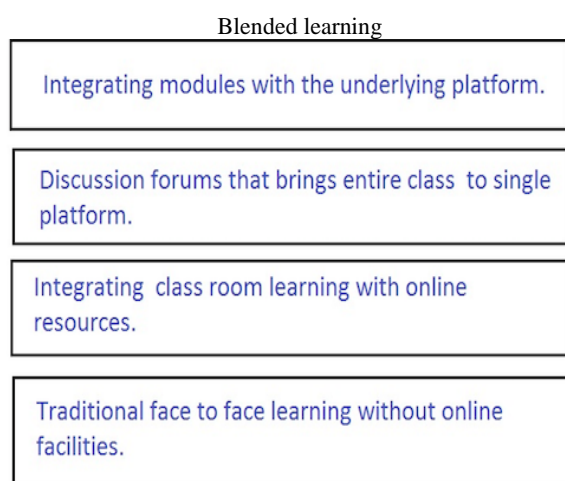 Blended learning
Integrating modules with the underlying platform.
Discussion forums that brings entire class to single
platform.
Integrating class room learning with online
resources.
Traditional face to face learning without online
facilities.